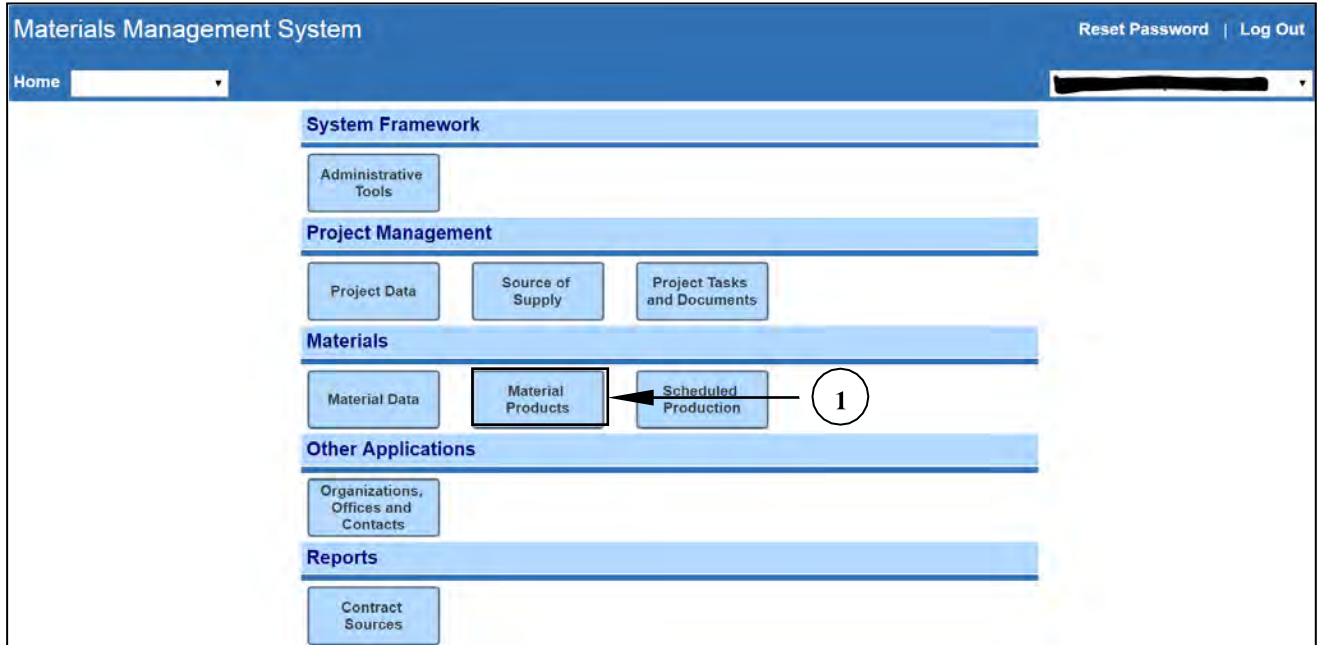 Materials Management System
Reset Password | Log Out
Home
System Framework
Administrative
Tools
Project Management
Project Data
Source of
Supply
Project Tasks
and Documents
Materials
Material Data
Material
Products
Scheduled
Production
1
Other Applications
Organizations,
Offices and
Contacts
Reports
Contract
Sources